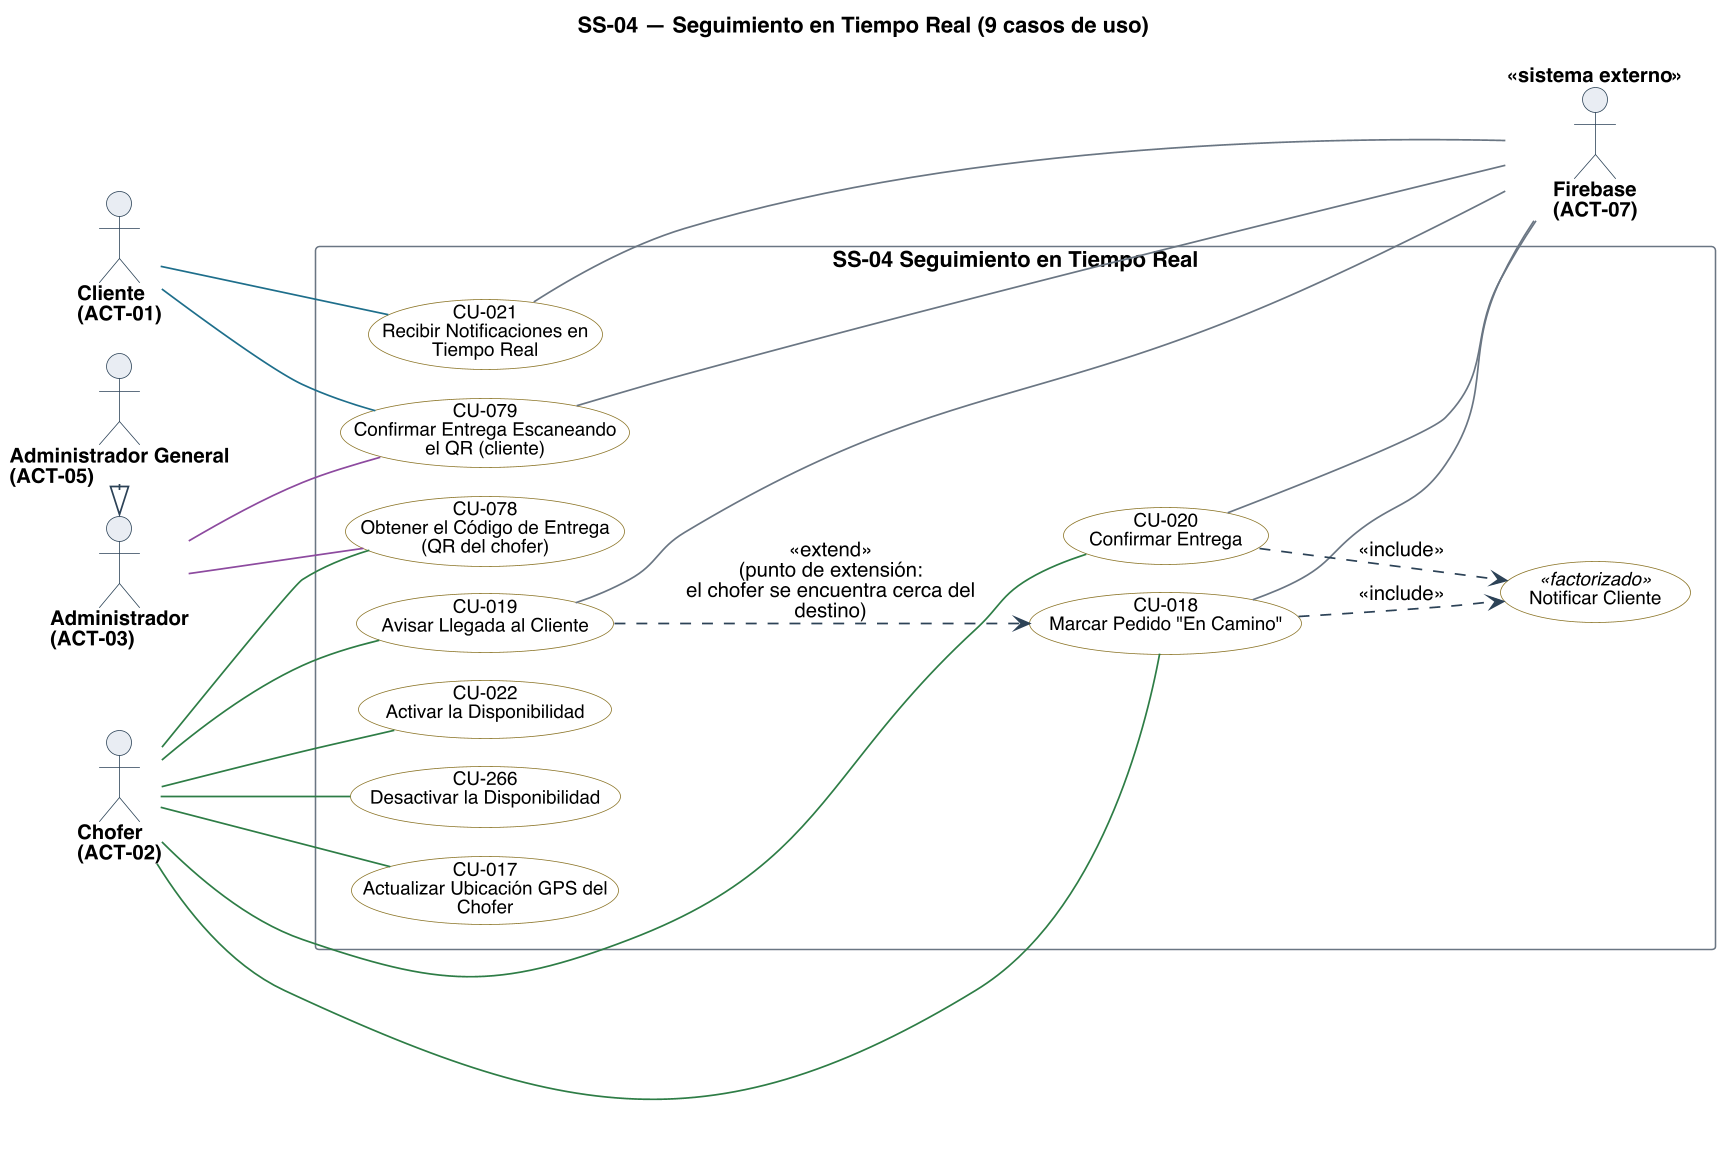 SS-04 — Seguimiento en Tiempo Real (9 casos de uso)
«sistema externo»
Firebase
(ACT-07)
Cliente
(ACT-01)
Administrador General
(ACT-05)
Administrador
(ACT-03)
Chofer
(ACT-02)
SS-04 Seguimiento en Tiempo Real
CU-021
Recibir Notificaciones en
Tiempo Real
CU-079
Confirmar Entrega Escaneando
el QR (cliente)
CU-078
Obtener el Código de Entrega
(QR del chofer)
CU-019
Avisar Llegada al Cliente
CU-022
Activar la Disponibilidad
CU-266
Desactivar la Disponibilidad
CU-017
Actualizar Ubicación GPS del
Chofer
«extend»
(punto de extensión:
el chofer se encuentra cerca del
destino)
CU-020
Confirmar Entrega
CU-018
Marcar Pedido "En Camino"
«include»
«include»
«factorizado»
Notificar Cliente